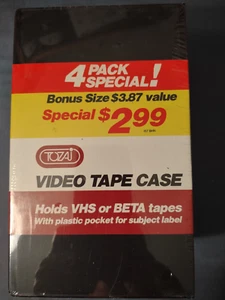 4 PACK
SPECIAL!
Bonus Size $3.87 value
Special $2.99
TOZAI
VIDEO TAPE CASE
Holds VHS or BETA tapes
With plastic pocket for subject label